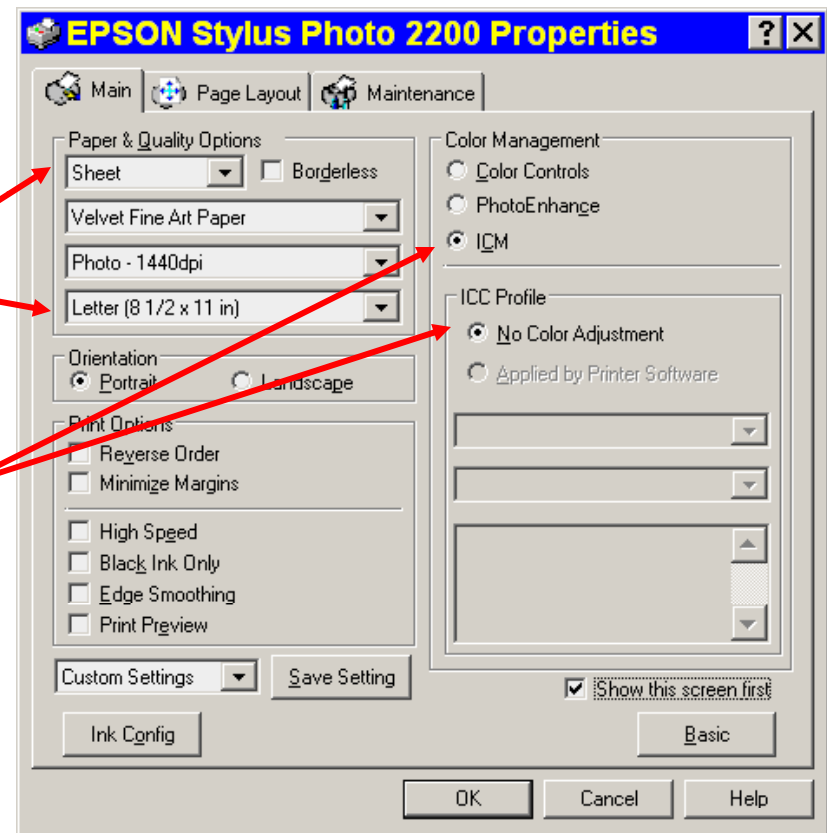 EPSON Stylus Photo 2200 Properties
Main
Page Layout
Maintenance
Paper & Quality Options
Sheet
Borderless
Velvet Fine Art Paper
Photo - 1440dpi
Letter (8 1/2 x 11 in)
Orientation
Portrait
Landscape
Print Options
Reverse Order
Minimize Margins
High Speed
Black Ink Only
Edge Smoothing
Print Preview
Custom Settings
Save Setting
Ink Config
Color Management
Color Controls
PhotoEnhance
ICM
ICC Profile
No Color Adjustment
Applied by Printer Software
Show this screen first
Basic
OK
Cancel
Help